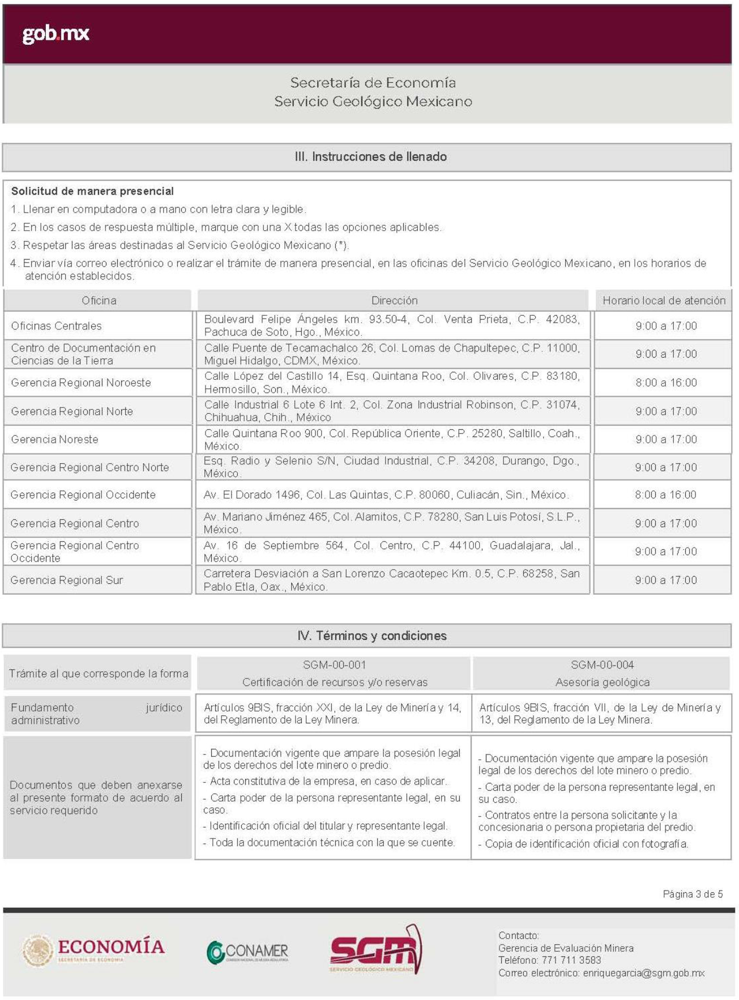 gob.mx
Secretaría de Economía
Servicio Geológico Mexicano
III. Instrucciones de llenado
Solicitud de manera presencial
1. Llenar en computadora o a mano con letra clara y legible.
2. En los casos de respuesta múltiple, marque con una X todas las opciones aplicables.
3. Respetar las áreas destinadas al Servicio Geológico Mexicano (*).
4. Enviar vía correo electrónico o realizar el trámite de manera presencial, en las oficinas del Servicio Geológico Mexicano, en los horarios de
atención establecidos.
Oficina
Dirección
Horario local de atención
Oficinas Centrales
Boulevard Felipe Ángeles km. 93.50-4, Col. Venta Prieta, C.P. 42083,
Pachuca de Soto, Hgo., México.
9:00 a 17:00
Centro de Documentación en
Ciencias de la Tierra
Calle Puente de Tecamachalco 26, Col. Lomas de Chapultepec, C.P. 11000,
Miguel Hidalgo, CDMX, México.
9:00 a 17:00
Gerencia Regional Noroeste
Calle López del Castillo 14, Esq. Quintana Roo, Col. Olivares, C.P. 83180,
Hermosillo, Son., México.
8:00 a 16:00
Gerencia Regional Norte
Calle Industrial 6 Lote 6 Int. 2, Col. Zona Industrial Robinson, C.P. 31074,
Chihuahua, Chih., México
9:00 a 17:00
Gerencia Noreste
Calle Quintana Roo 900, Col. República Oriente, C.P. 25280, Saltillo, Coah.,
México.
9:00 a 17:00
Gerencia Regional Centro Norte
Esq. Radio y Selenio S/N, Ciudad Industrial, C.P. 34208, Durango, Dgo.,
México.
9:00 a 17:00
Gerencia Regional Occidente
Av. El Dorado 1496, Col. Las Quintas, C.P. 80060, Culiacán, Sin., México.
8:00 a 16:00
Gerencia Regional Centro
Av. Mariano Jiménez 465, Col. Alamitos, C.P. 78280, San Luis Potosí, S.L.P.,
México.
9:00 a 17:00
Gerencia Regional Centro
Occidente
Av. 16 de Septiembre 564, Col. Centro, C.P. 44100, Guadalajara, Jal.,
México.
9:00 a 17:00
Gerencia Regional Sur
Carretera Desviación a San Lorenzo Cacaotepec Km. 0.5, C.P. 68258, San
Pablo Etla, Oax., México.
9:00 a 17:00
IV. Términos y condiciones
Trámite al que corresponde la forma
SGM-00-001
Certificación de recursos y/o reservas
SGM-00-004
Asesoría geológica
Fundamento jurídico
administrativo
Artículos 9BIS, fracción XXI, de la Ley de Minería y 14,
del Reglamento de la Ley Minera.
Artículos 9BIS, fracción VII, de la Ley de Minería y
13, del Reglamento de la Ley Minera.
Documentos que deben anexarse
al presente formato de acuerdo al
servicio requerido
- Documentación vigente que ampare la posesión legal
de los derechos del lote minero o predio.
- Acta constitutiva de la empresa, en caso de aplicar.
- Carta poder de la persona representante legal, en su
caso.
- Identificación oficial del titular y representante legal.
- Toda la documentación técnica con la que se cuente.
- Documentación vigente que ampare la posesión
legal de los derechos del lote minero o predio.
- Carta poder de la persona representante legal, en
su caso.
- Contratos entre la persona solicitante y la
concesionaria o persona propietaria del predio.
- Copia de identificación oficial con fotografía.
Página 3 de 5
ECONOMÍA
SECRETARÍA DE ECONOMÍA
CONAMER
COMISIÓN NACIONAL DE MEJORA REGULATORIA
SGM
SERVICIO GEOLÓGICO MEXICANO
Contacto:
Gerencia de Evaluación Minera
Teléfono: 771 711 3583
Correo electrónico: enriquegarcia@sgm.gob.mx